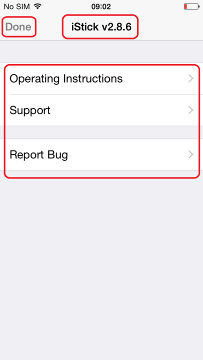 No SIM 09:02
Done iStick v2.8.6
Operating Instructions
Support
Report Bug